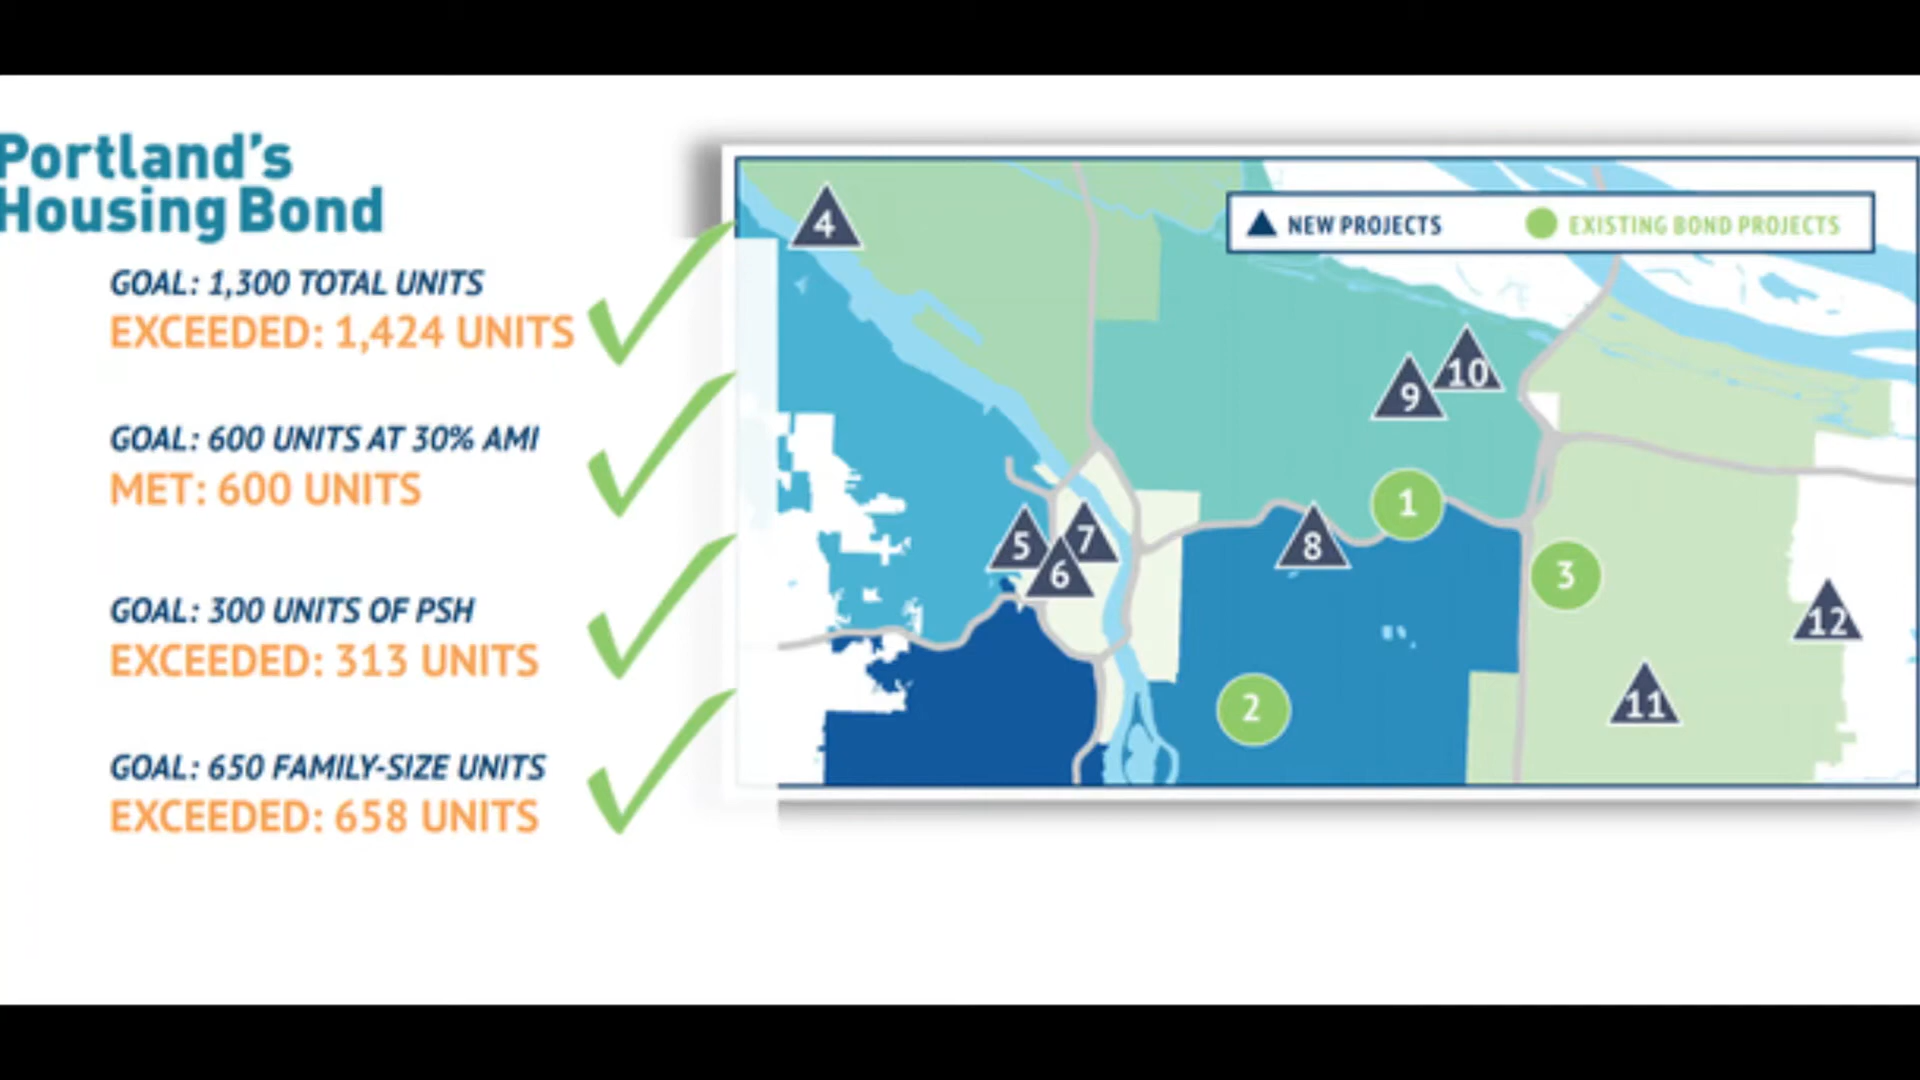 Portland's
Housing Bond
GOAL: 1,300 TOTAL UNITS
EXCEEDED: 1,424 UNITS
GOAL: 600 UNITS AT 30% AMI
MET: 600 UNITS
GOAL: 300 UNITS OF PSH
EXCEEDED: 313 UNITS
GOAL: 650 FAMILY-SIZE UNITS
EXCEEDED: 658 UNITS
NEW PROJECTS
EXISTING BOND PROJECTS
4
10
9
1
5
7
8
6
3
12
11
2